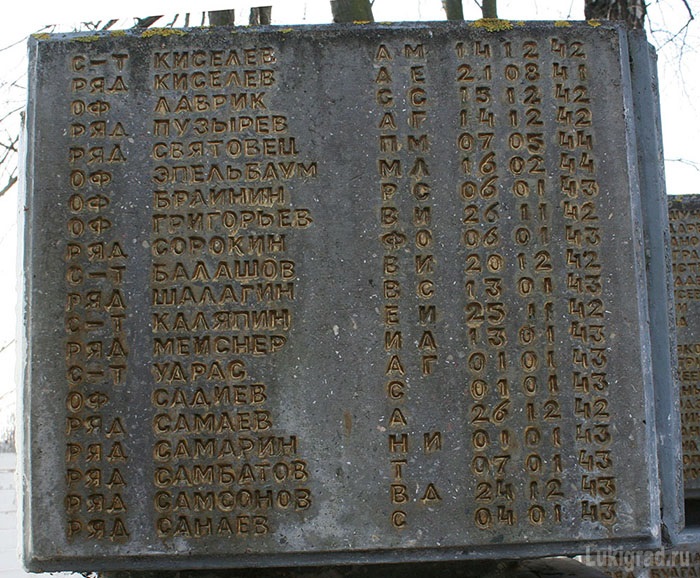 С-Т КИСЕЛЕВ А М 14 12 42
РЯД КИСЕЛЕВ А Е 21 08 41
ОФ ЛАВРИК С С 15 12 42
РЯД ПУЗЫРЕВ А Г 14 12 42
РЯД СВЯТОВЕЦ П М 07 05 44
ОФ ЭПЕЛЬБАУМ М Л 16 02 44
ОФ БРАЙНИН Р С 06 01 43
ОФ ГРИГОРЬЕВ В И 26 11 42
РЯД СОРОКИН Ф О 06 01 43
С-Т БАЛАШОВ В И 20 12 42
РЯД ШАЛАГИН В С 13 01 43
С-Т КАЛЯПИН Е И 25 11 42
РЯД МЕЙСНЕР И А 10 01 43
С-Т УДРАС А Г 13 01 43
ОФ САДИЕВ С 01 01 43
РЯД САМАЕВ А 26 12 42
РЯД САМАРИН Н И 01 01 43
РЯД САМБАТОВ Т 07 01 43
РЯД САМСОНОВ В Д 24 12 42
РЯД САНАЕВ С 04 01 43
Lukigrad.ru